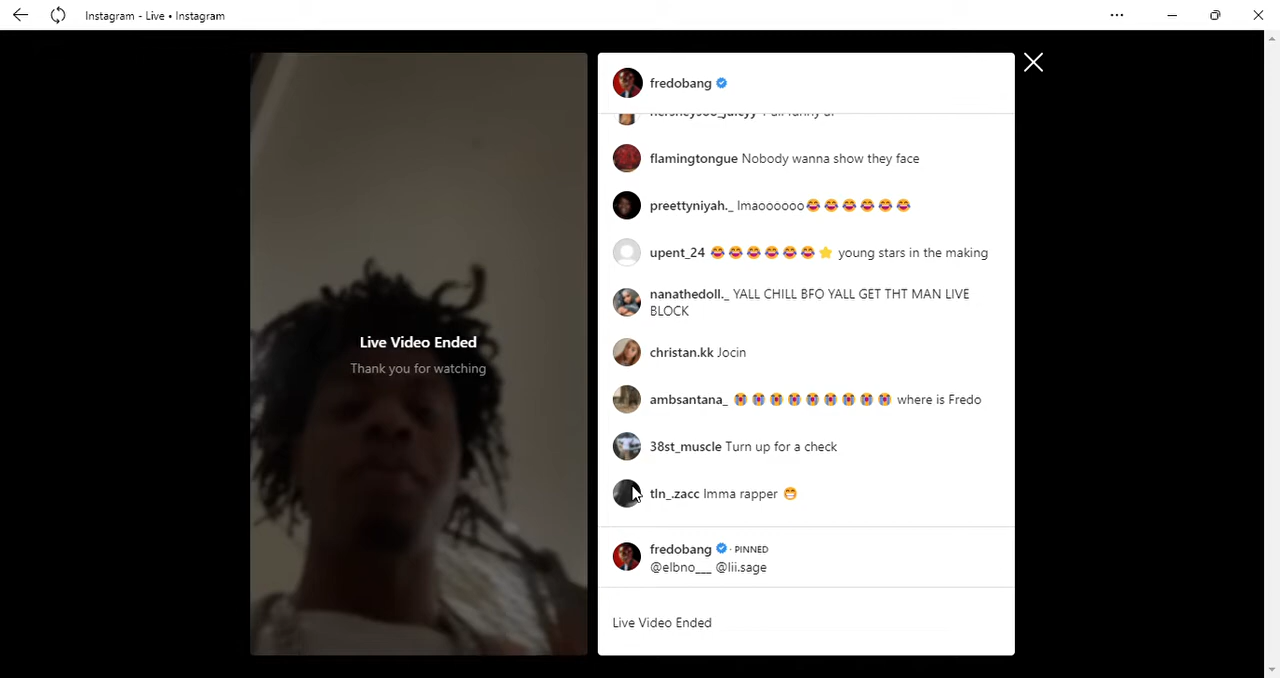 Instagram - Live • Instagram
Live Video Ended
Thank you for watching
fredobang
flamingtongue Nobody wanna show they face
preettyniyah._ lmaoooooo😂😂😂😂😂😂
upent_24 😂😂😂😂😂😂⭐ young stars in the making
nanathedoll._ YALL CHILL BFO YALL GET THT MAN LIVE
BLOCK
christan.kk Jocin
ambsantana_ 😭😭😭😭😭😭😭😭😭 where is Fredo
38st_muscle Turn up for a check
tln_.zacc Imma rapper 😁
fredobang · PINNED
@elbno___ @lii.sage
Live Video Ended